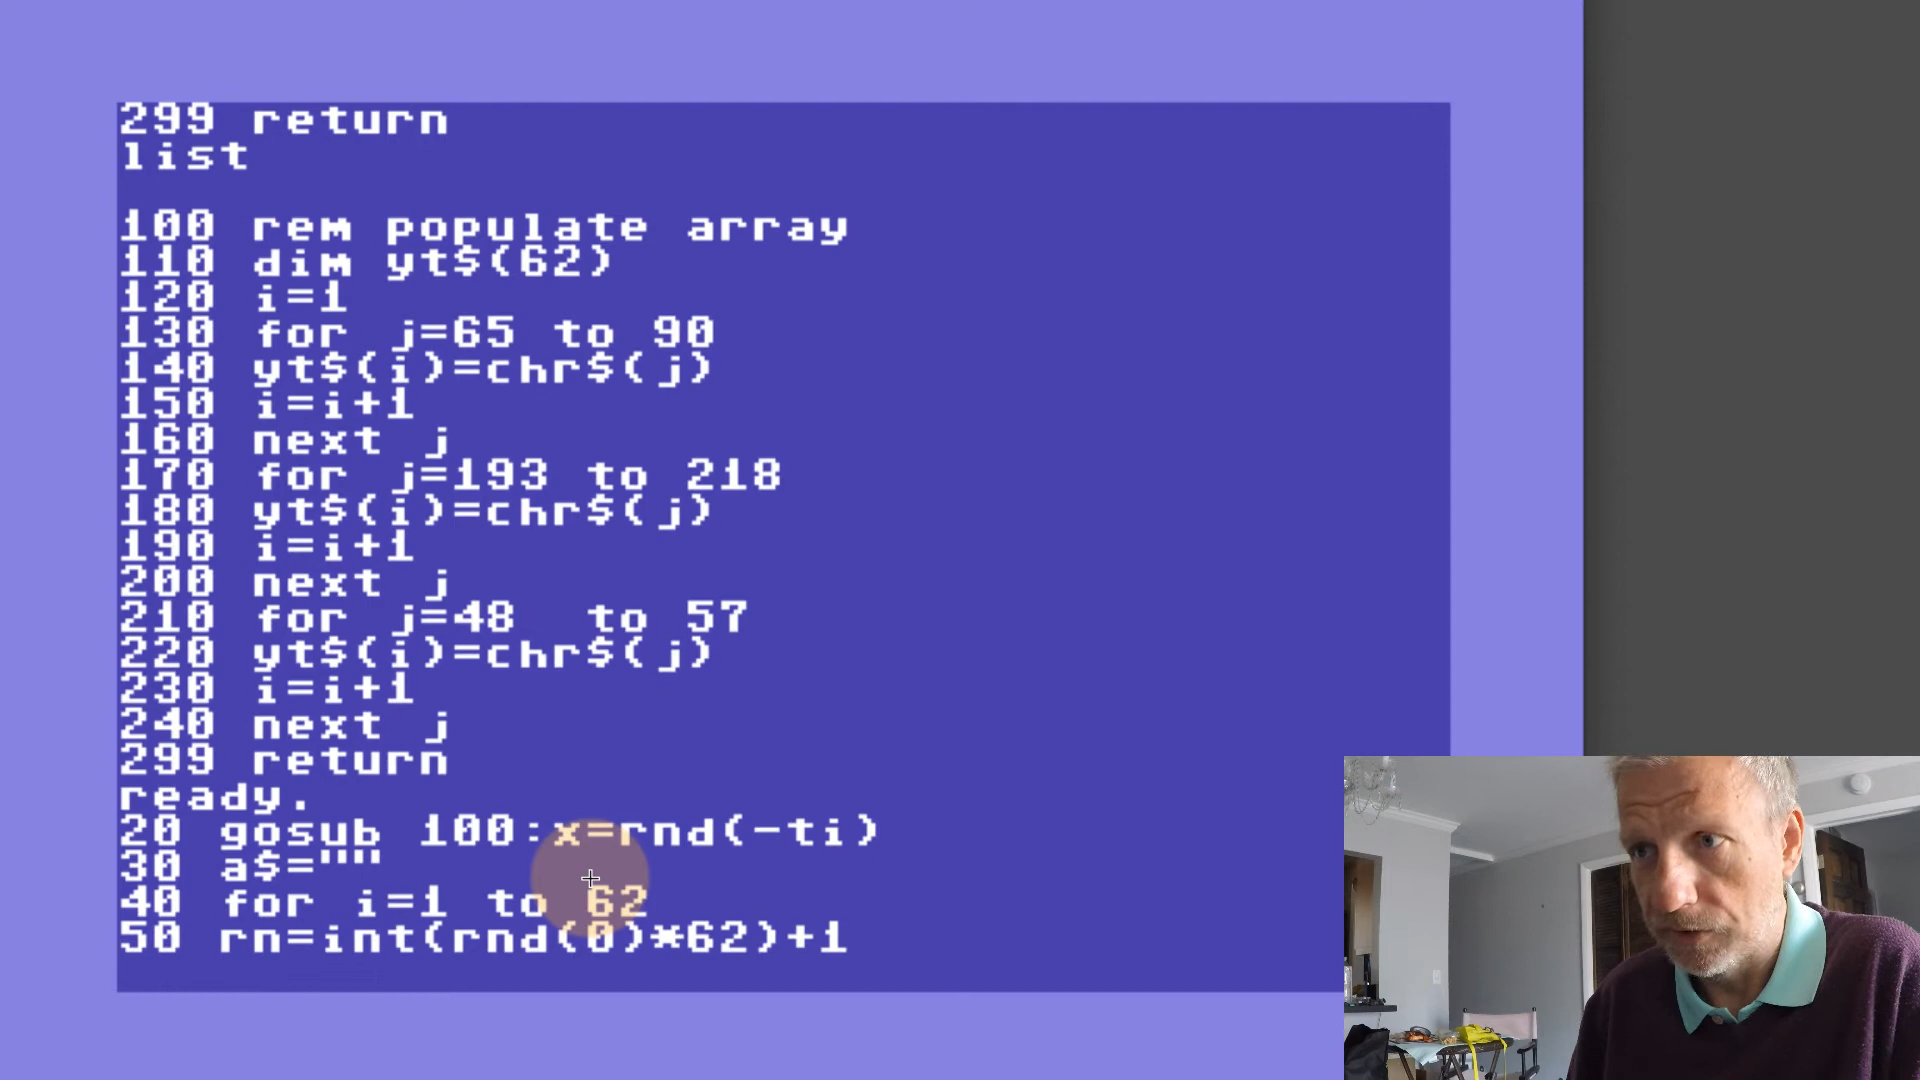 299 return
list
100 rem populate array
110 dim yt$(62)
120 i=1
130 for j=65 to 90
140 yt$(i)=chr$(j)
150 i=i+1
160 next j
170 for j=193 to 218
180 yt$(i)=chr$(j)
190 i=i+1
200 next j
210 for j=48  to 57
220 yt$(i)=chr$(j)
230 i=i+1
240 next j
299 return
ready.
20 gosub 100:x=rnd(-ti)
30 a$=""
40 for i=1 to 62
50 rn=int(rnd(0)*62)+1